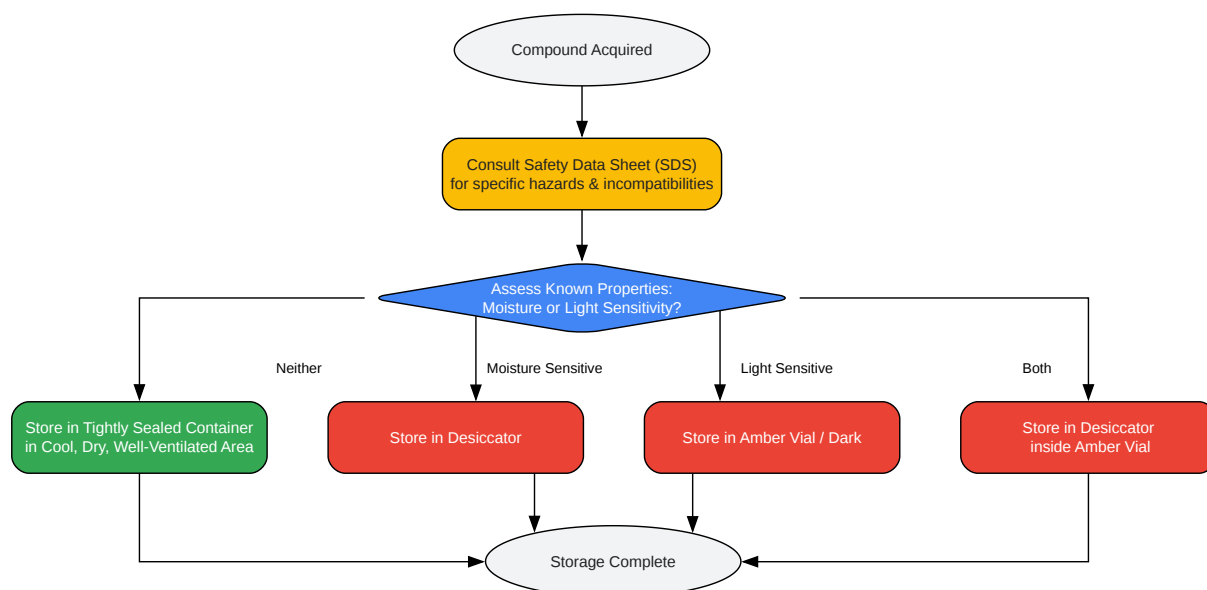 Compound Acquired
Consult Safety Data Sheet (SDS)
for specific hazards & incompatibilities
Assess Known Properties:
Moisture or Light Sensitivity?
Neither
Moisture Sensitive
Light Sensitive
Both
Store in Tightly Sealed Container
in Cool, Dry, Well-Ventilated Area
Store in Desiccator
Store in Amber Vial / Dark
Store in Desiccator
inside Amber Vial
Storage Complete